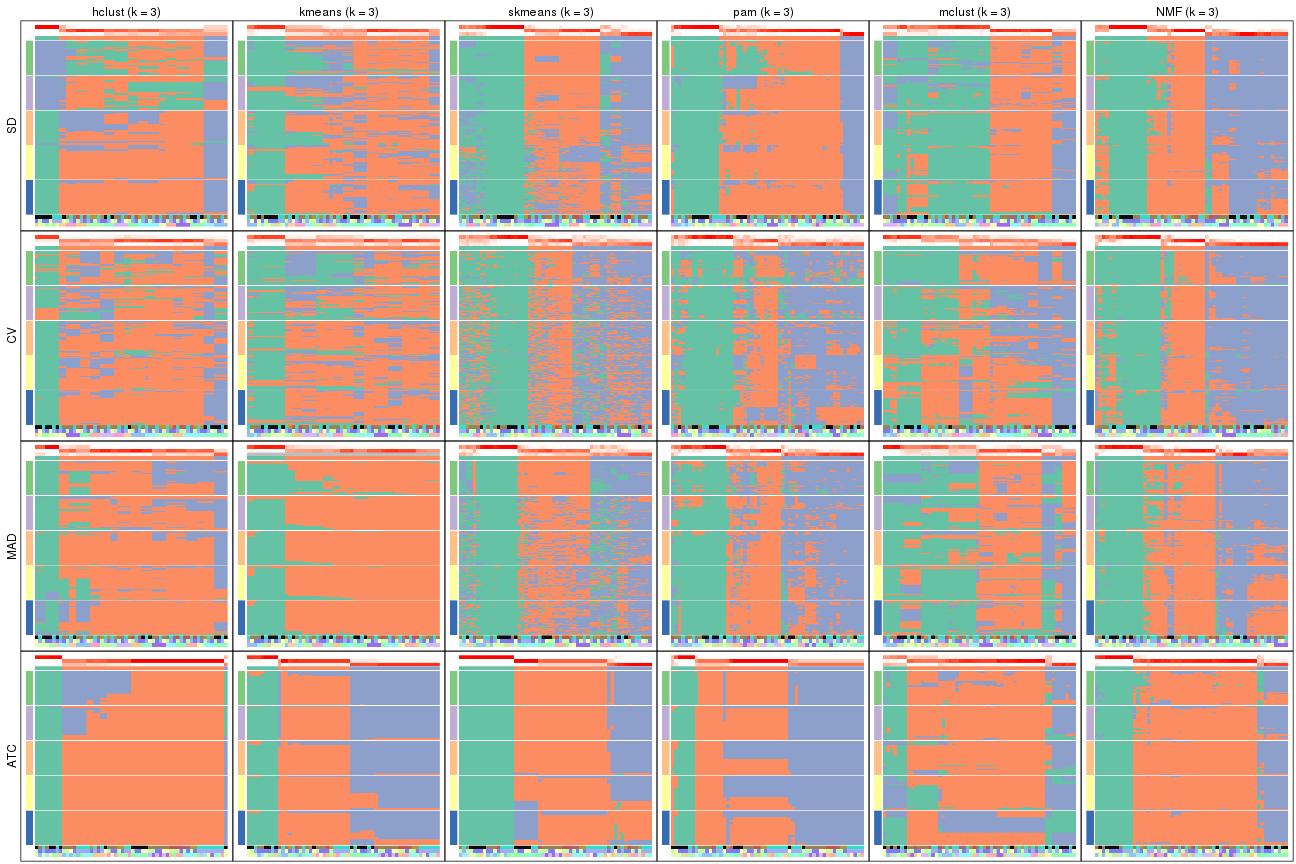 hclust (k = 3)
kmeans (k = 3)
skmeans (k = 3)
pam (k = 3)
mclust (k = 3)
NMF (k = 3)
SD
CV
MAD
ATC